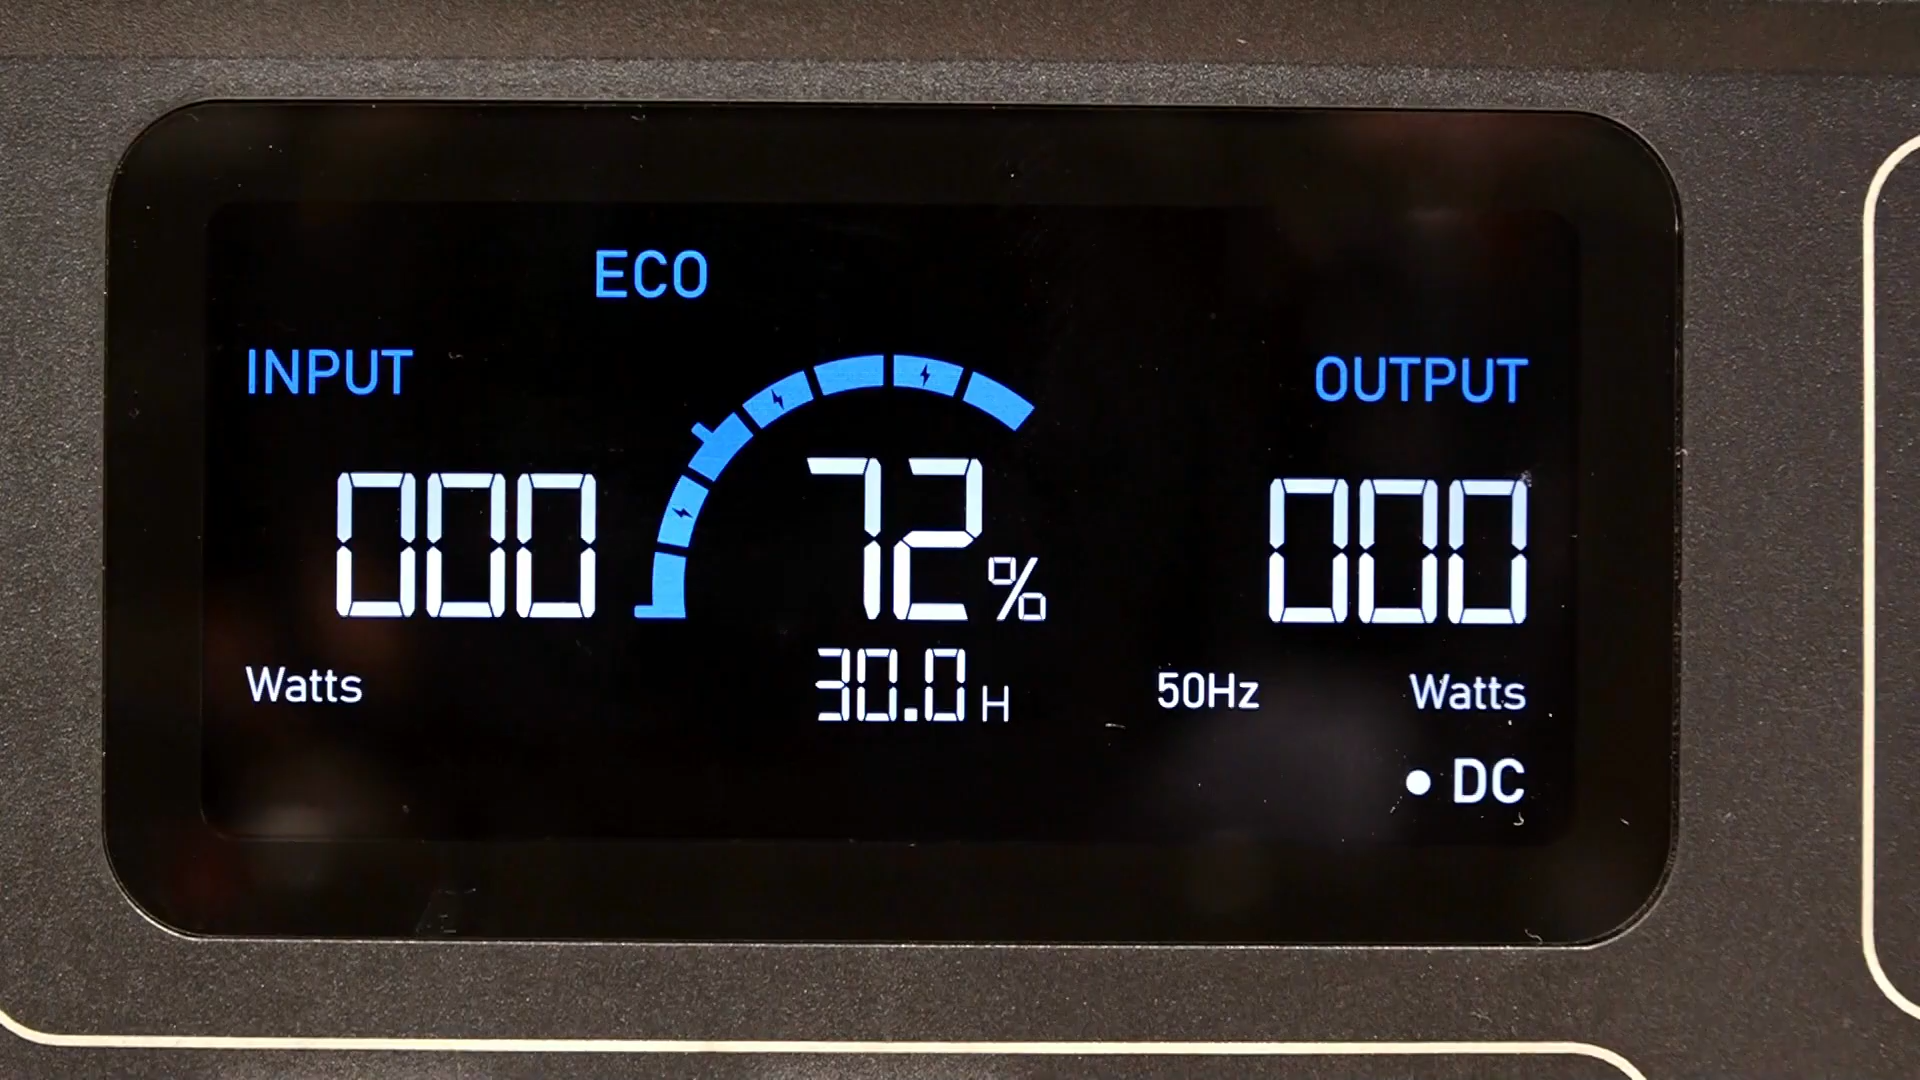 ECO
INPUT
OUTPUT
000
72%
000
Watts
30.0 H
50Hz
Watts
• DC